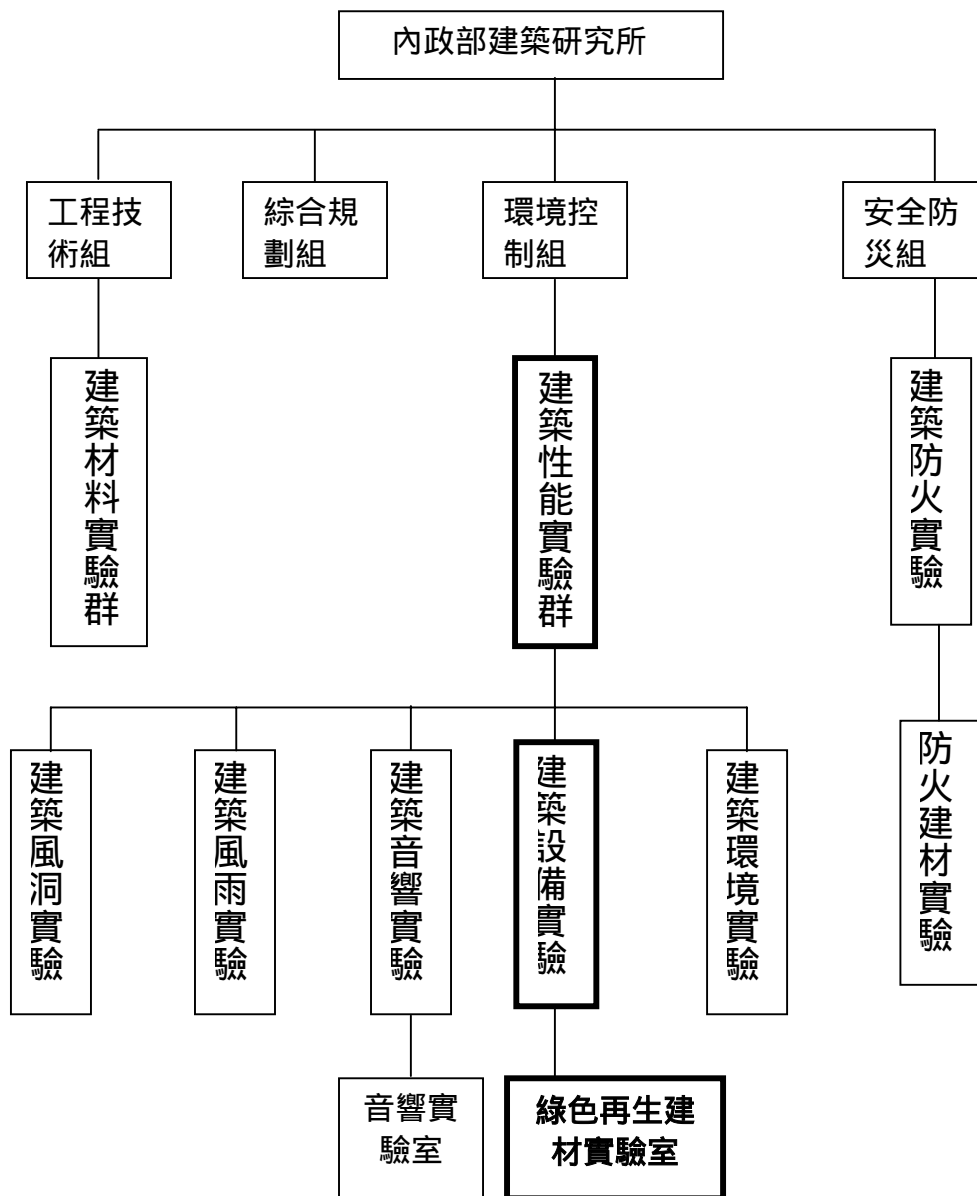 內政部建築研究所
工程技
術組
綜合規
劃組
環境控
制組
安全防
災組
建築材料實驗群
建築性能實驗群
建築防火實驗
建築風洞實驗
建築風雨實驗
建築音響實驗
建築設備實驗
建築環境實驗
防火建材實驗
音響實
驗室
綠色再生建
材實驗室